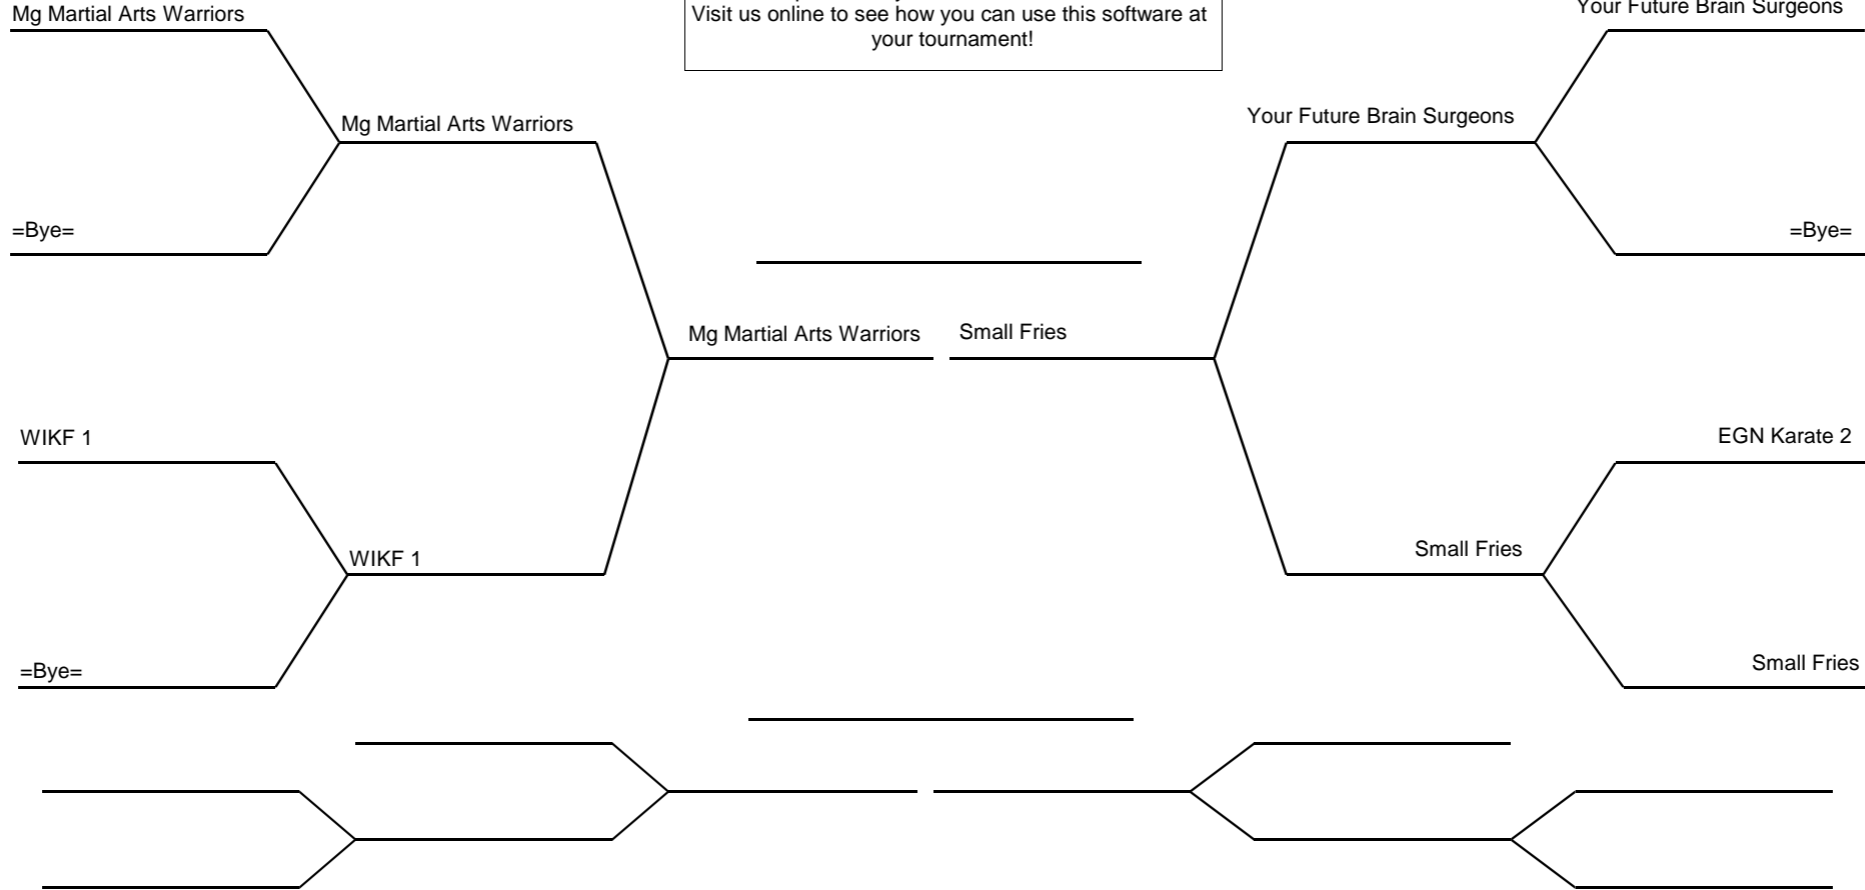 Mg Martial Arts Warriors
Visit us online to see how you can use this software at
your tournament!
Your Future Brain Surgeons
Mg Martial Arts Warriors
Your Future Brain Surgeons
=Bye=
=Bye=
Mg Martial Arts Warriors
Small Fries
WIKF 1
EGN Karate 2
WIKF 1
Small Fries
=Bye=
Small Fries